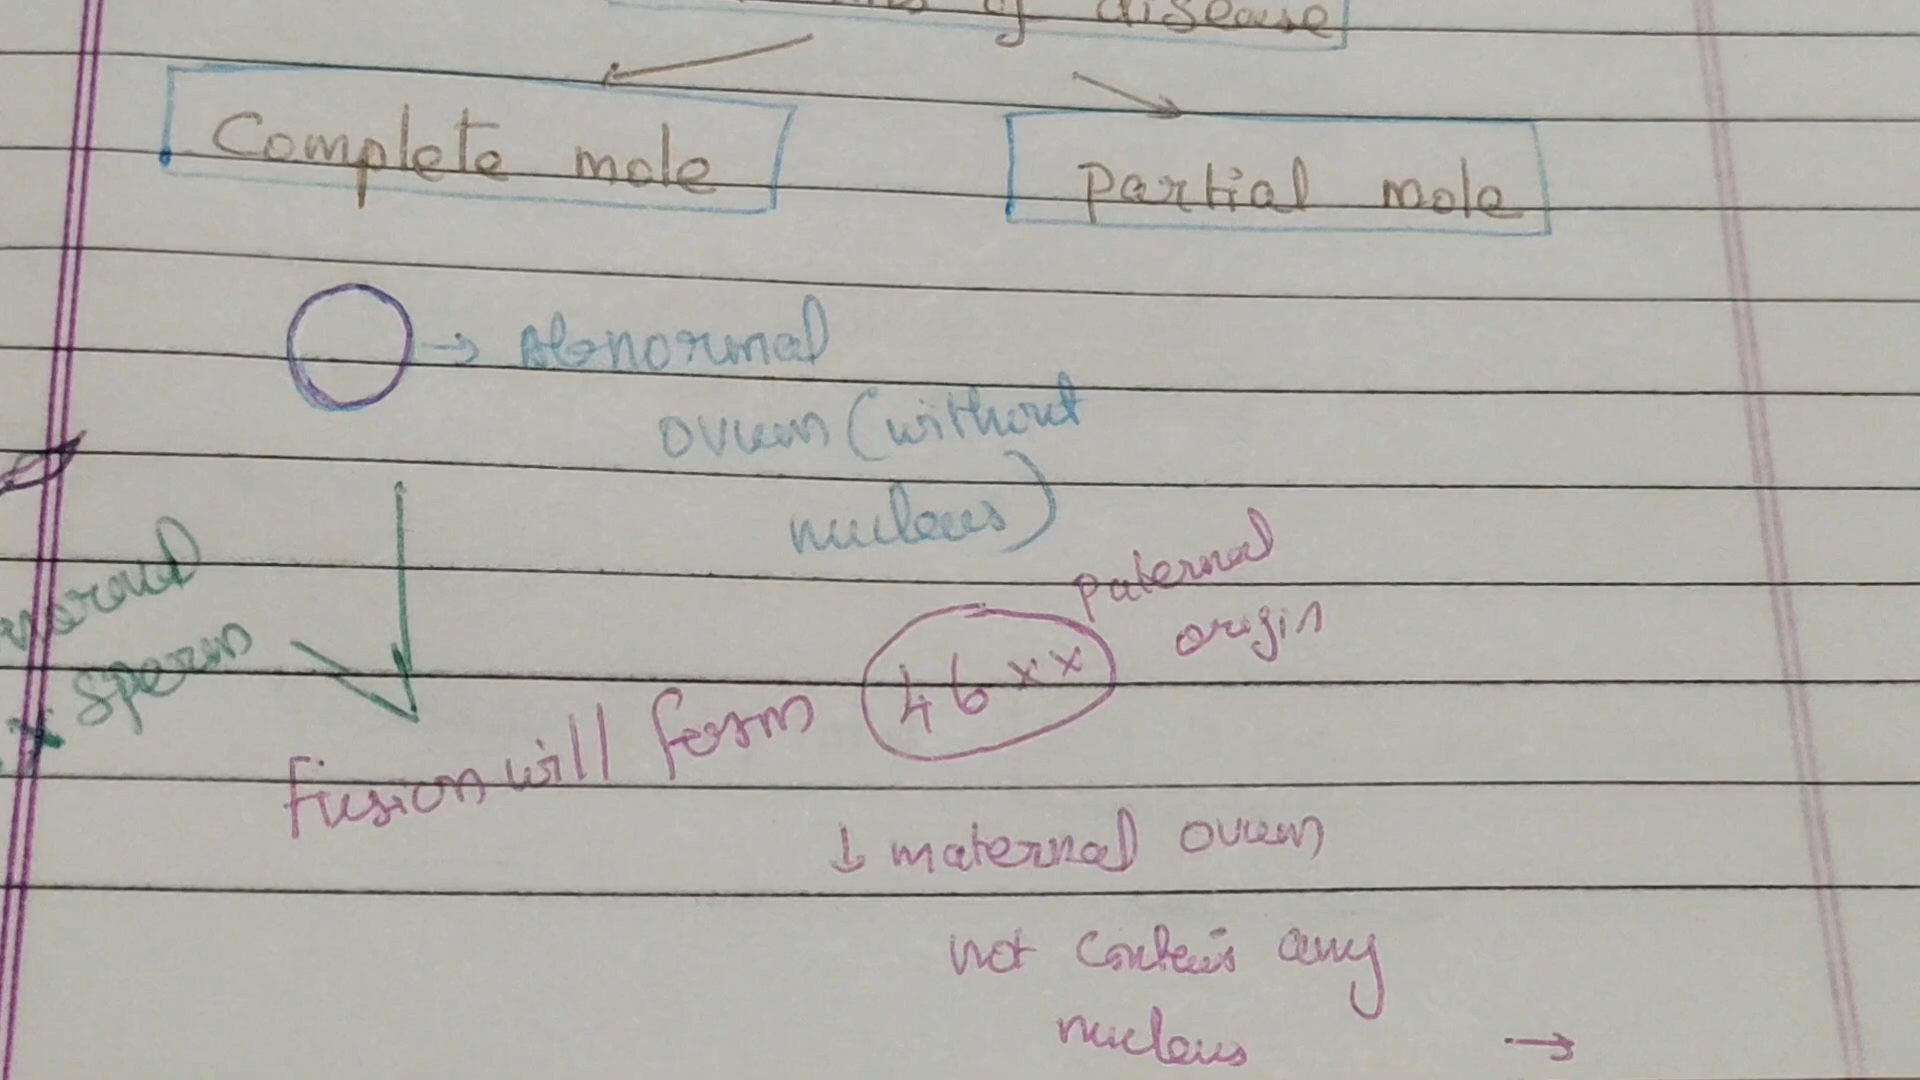 of disease
Complete mole
Partial mole
→ Abnormal
ovum (without
nucleus)
paternal
origin
sperm
Fusion will form 46xx
↓ maternal ovum
not contains any
nucleus →